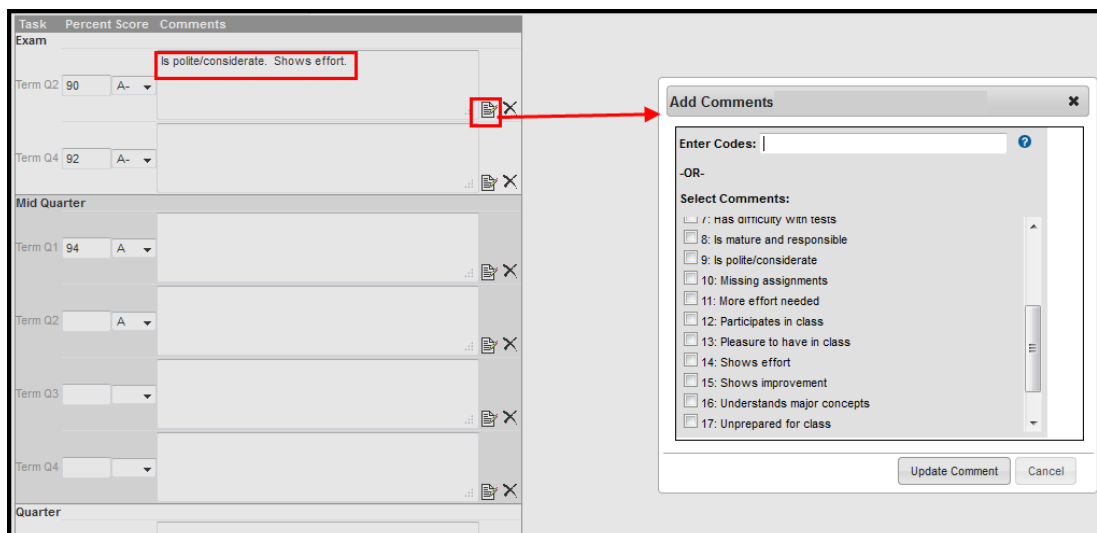 Task Percent Score Comments
Exam
Is polite/considerate. Shows effort.
Term Q2 90 A-
Term Q4 92 A-
Mid Quarter
Term Q1 94 A
Term Q2 A
Term Q3
Term Q4
Quarter
Add Comments
Enter Codes:
-OR-
Select Comments:
7: Has difficulty with tests
8: Is mature and responsible
9: Is polite/considerate
10: Missing assignments
11: More effort needed
12: Participates in class
13: Pleasure to have in class
14: Shows effort
15: Shows improvement
16: Understands major concepts
17: Unprepared for class
Update Comment Cancel